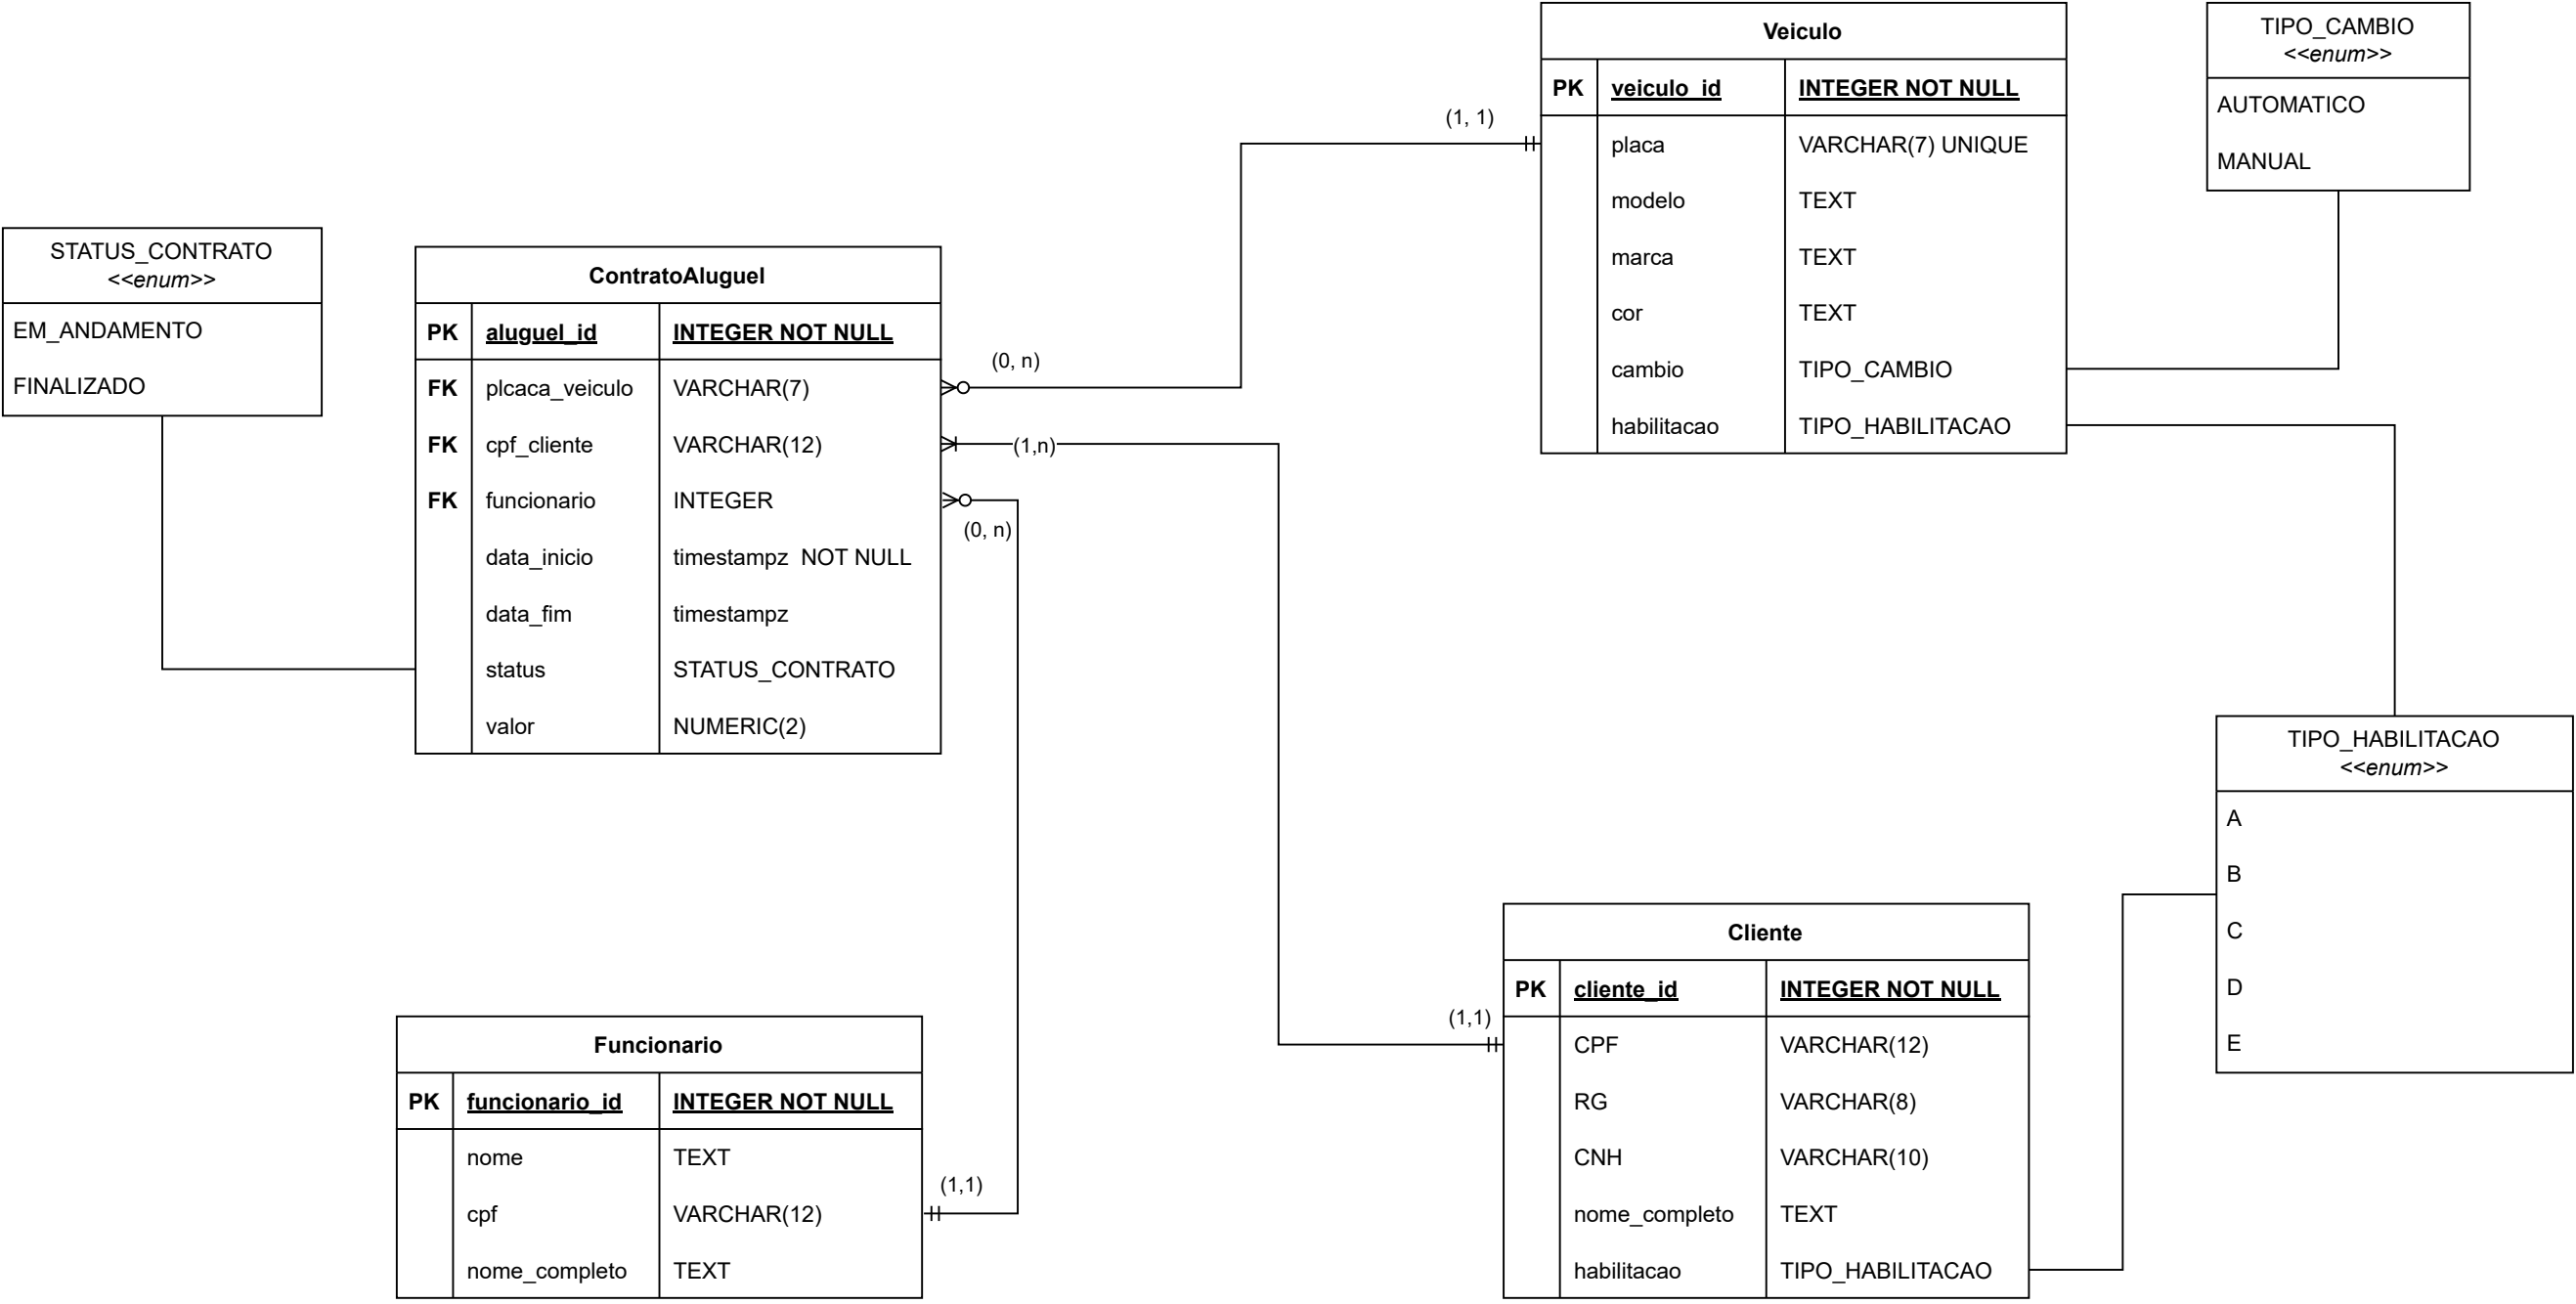 Veiculo
PK veiculo_id INTEGER NOT NULL
placa VARCHAR(7) UNIQUE
modelo TEXT
marca TEXT
cor TEXT
cambio TIPO_CAMBIO
habilitacao TIPO_HABILITACAO
TIPO_CAMBIO
<<enum>>
AUTOMATICO
MANUAL
(1, 1)
STATUS_CONTRATO
<<enum>>
EM_ANDAMENTO
FINALIZADO
ContratoAluguel
PK aluguel_id INTEGER NOT NULL
FK plcaca_veiculo VARCHAR(7)
FK cpf_cliente VARCHAR(12)
FK funcionario INTEGER
data_inicio timestampz NOT NULL
data_fim timestampz
status STATUS_CONTRATO
valor NUMERIC(2)
(0, n)
(1,n)
(0, n)
TIPO_HABILITACAO
<<enum>>
A
B
C
D
E
Cliente
PK cliente_id INTEGER NOT NULL
CPF VARCHAR(12)
RG VARCHAR(8)
CNH VARCHAR(10)
nome_completo TEXT
habilitacao TIPO_HABILITACAO
(1,1)
Funcionario
PK funcionario_id INTEGER NOT NULL
nome TEXT
cpf VARCHAR(12)
nome_completo TEXT
(1,1)